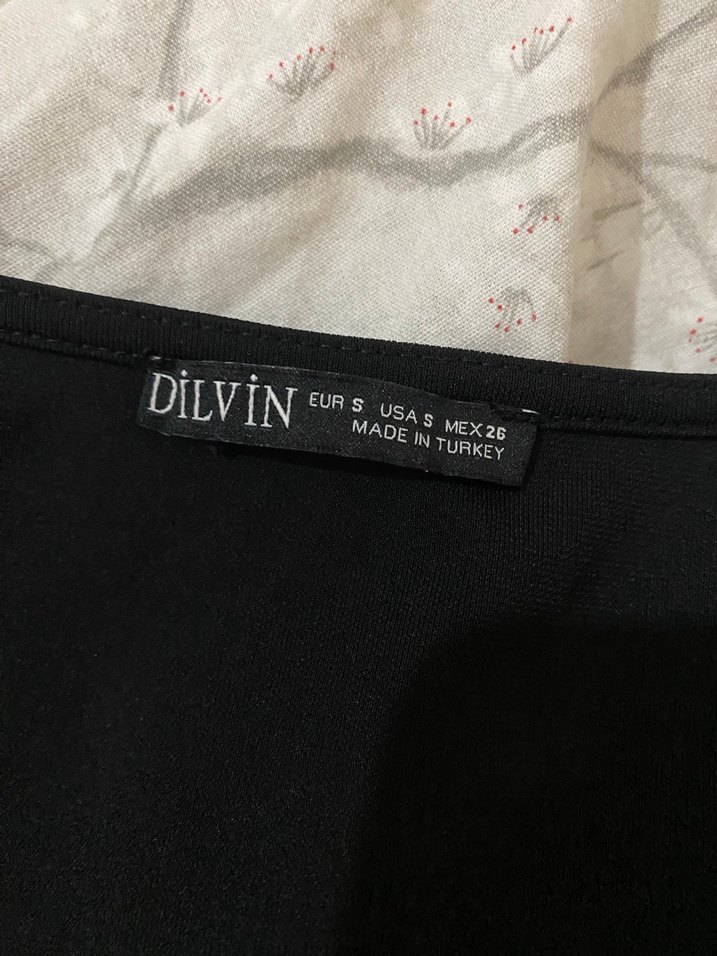 DİLVİN EUR S USA S MEX 26
MADE IN TURKEY